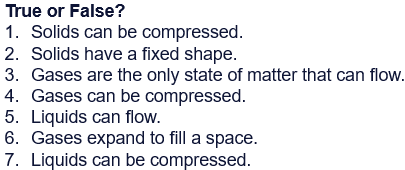 True or False?
1. Solids can be compressed.
2. Solids have a fixed shape.
3. Gases are the only state of matter that can flow.
4. Gases can be compressed.
5. Liquids can flow.
6. Gases expand to fill a space.
7. Liquids can be compressed.